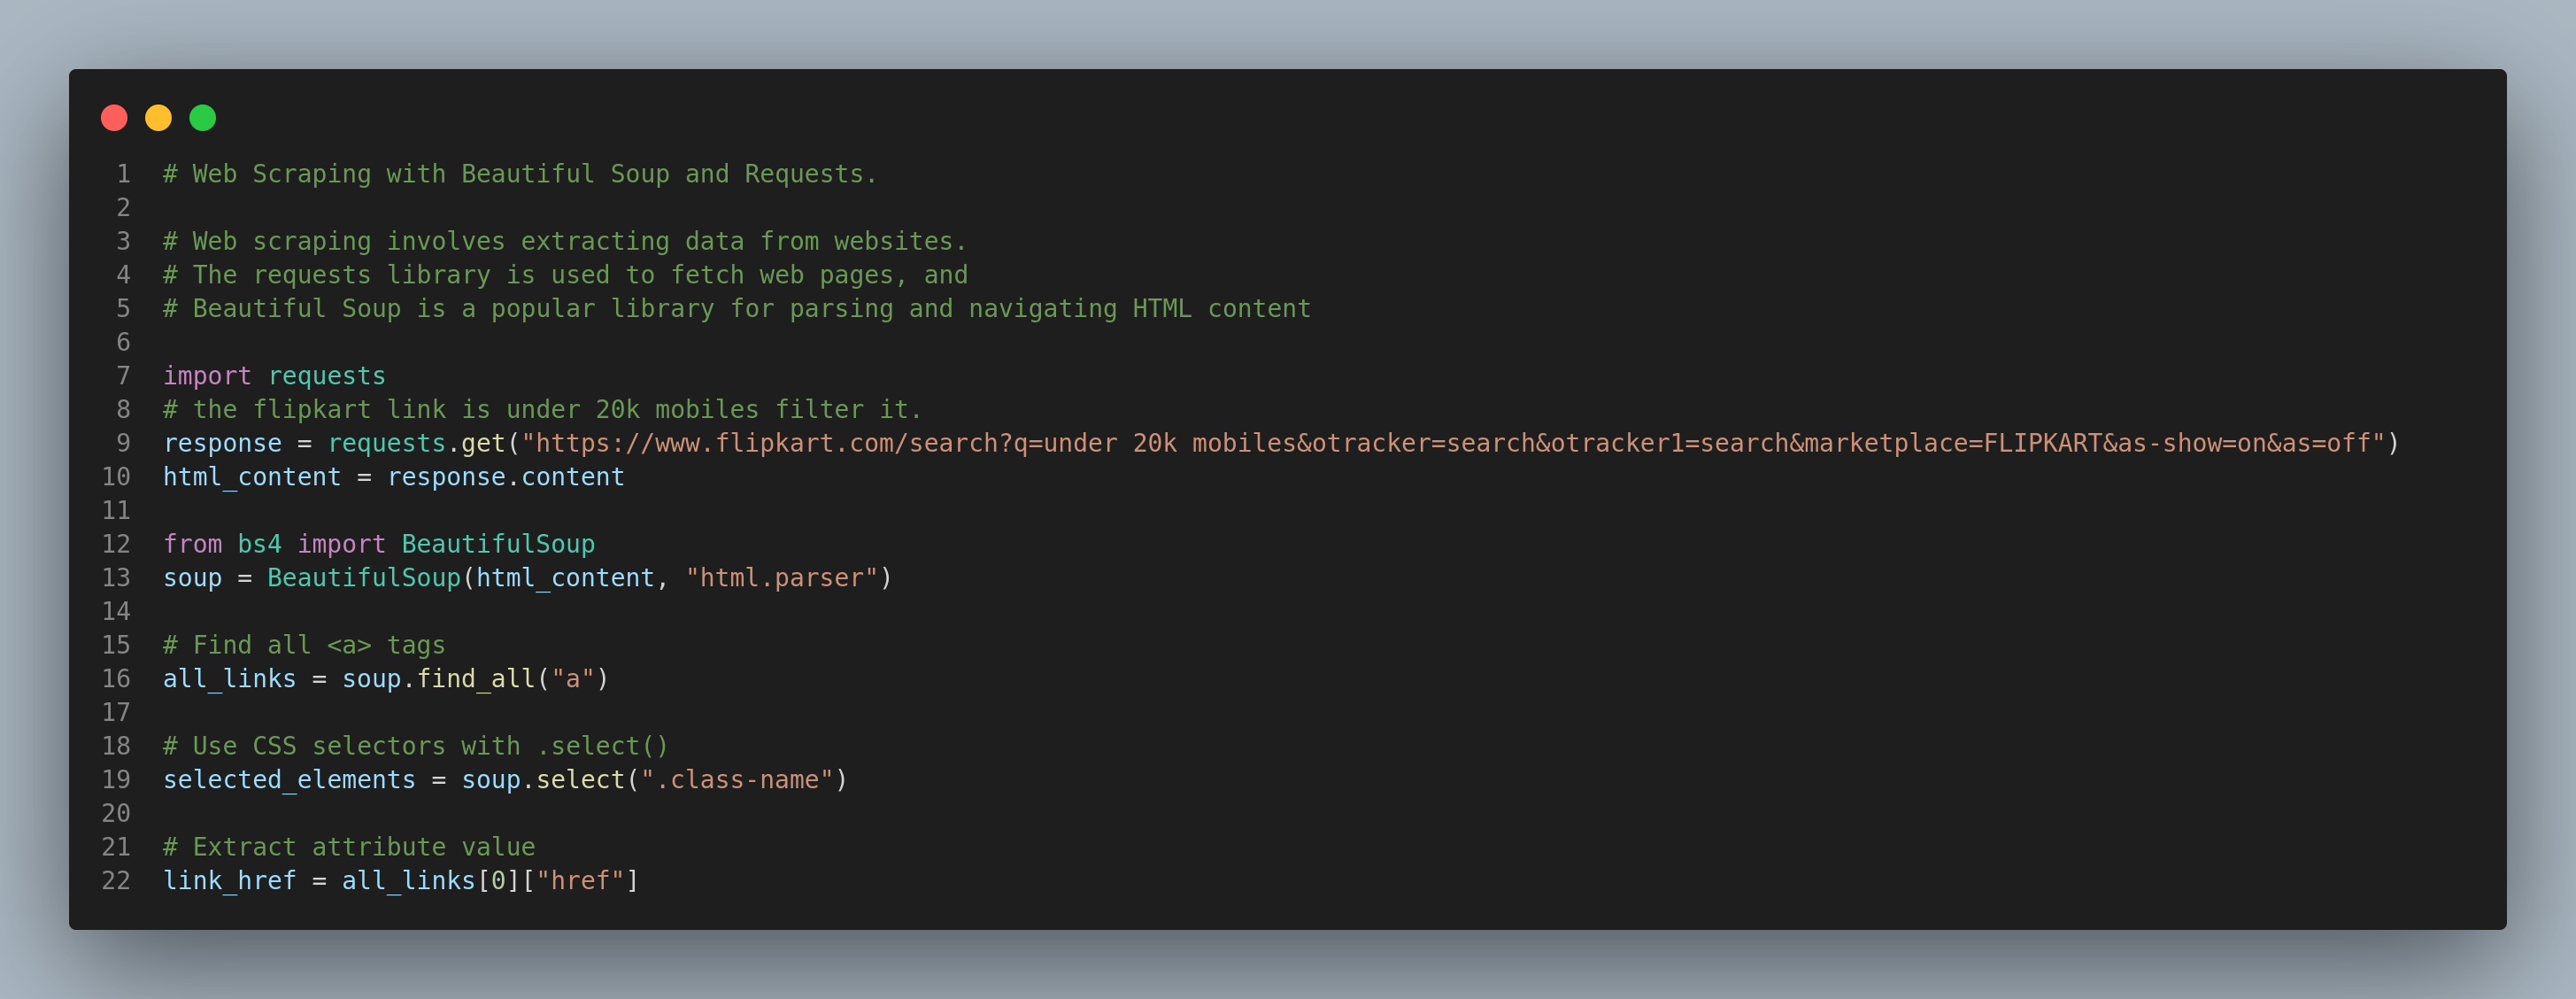 1 # Web Scraping with Beautiful Soup and Requests.
2
3 # Web scraping involves extracting data from websites.
4 # The requests library is used to fetch web pages, and
5 # Beautiful Soup is a popular library for parsing and navigating HTML content
6
7 import requests
8 # the flipkart link is under 20k mobiles filter it.
9 response = requests.get("https://www.flipkart.com/search?q=under 20k mobiles&otracker=search&otracker1=search&marketplace=FLIPKART&as-show=on&as=off")
10 html_content = response.content
11
12 from bs4 import BeautifulSoup
13 soup = BeautifulSoup(html_content, "html.parser")
14
15 # Find all <a> tags
16 all_links = soup.find_all("a")
17
18 # Use CSS selectors with .select()
19 selected_elements = soup.select(".class-name")
20
21 # Extract attribute value
22 link_href = all_links[0]["href"]